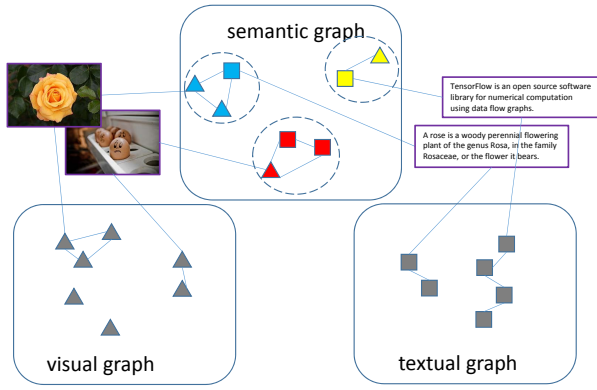 semantic graph
TensorFlow is an open source software
library for numerical computation
using data flow graphs.
A rose is a woody perennial flowering
plant of the genus Rosa, in the family
Rosaceae, or the flower it bears.
visual graph
textual graph